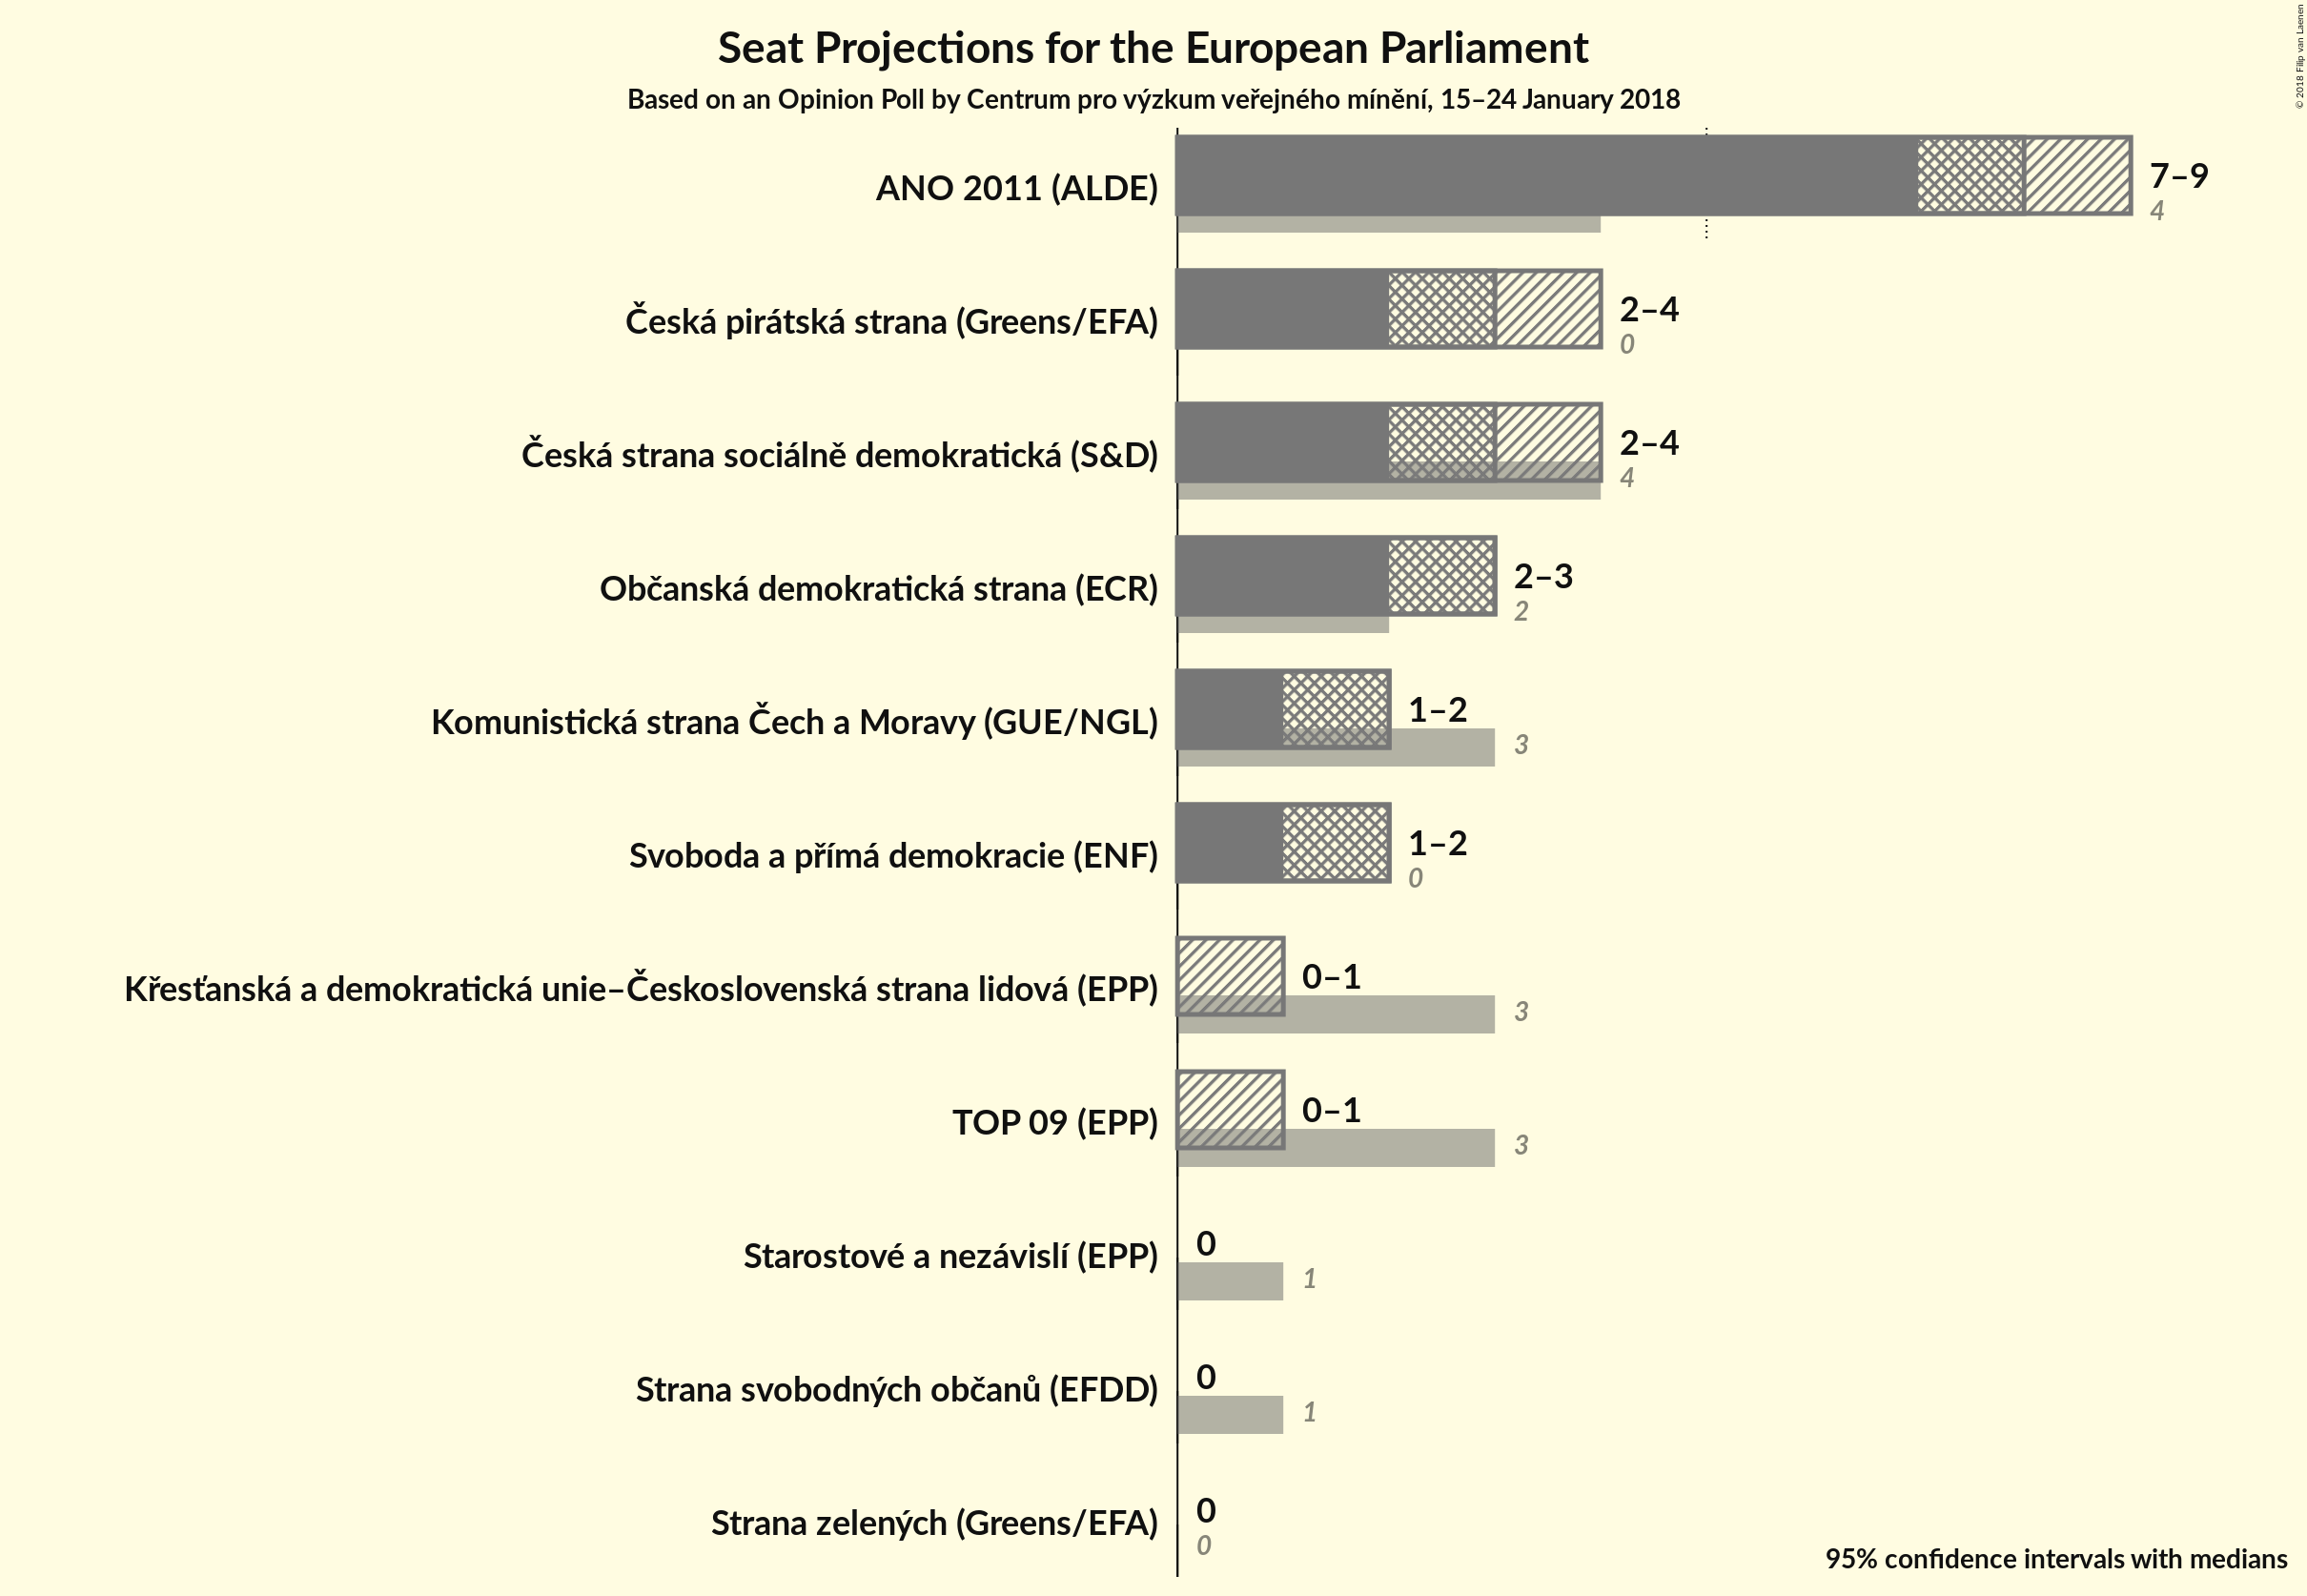 Seat Projections for the European Parliament
Based on an Opinion Poll by Centrum pro výzkum veřejného mínění, 15–24 January 2018
© 2018 Filip van Laenen
ANO 2011 (ALDE)
7–9
4
Česká pirátská strana (Greens/EFA)
2–4
0
Česká strana sociálně demokratická (S&D)
2–4
4
Občanská demokratická strana (ECR)
2–3
2
Komunistická strana Čech a Moravy (GUE/NGL)
1–2
3
Svoboda a přímá demokracie (ENF)
1–2
0
Křesťanská a demokratická unie–Československá strana lidová (EPP)
0–1
3
TOP 09 (EPP)
0–1
3
Starostové a nezávislí (EPP)
0
1
Strana svobodných občanů (EFDD)
0
1
Strana zelených (Greens/EFA)
0
0
95% confidence intervals with medians